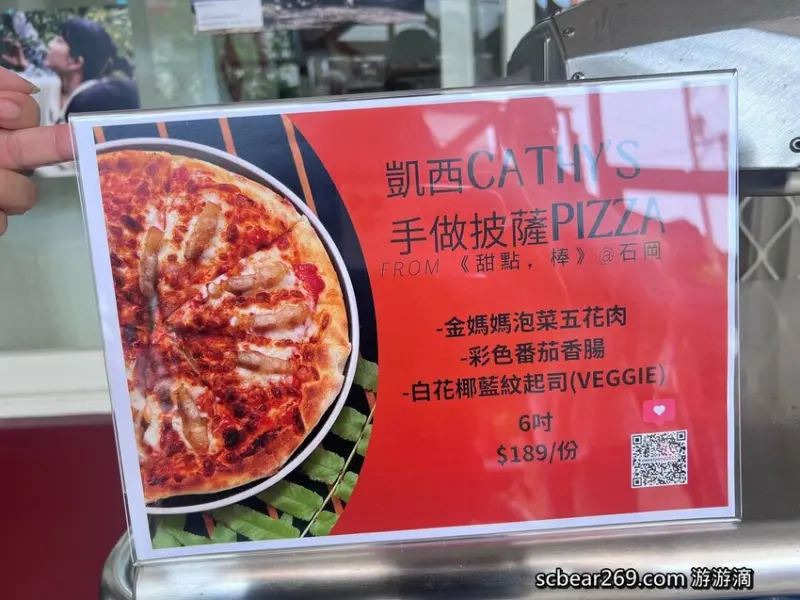 凱西CATHY'S
手做披薩PIZZA
FROM 《甜點，棒》@石岡
-金媽媽泡菜五花肉
-彩色番茄香腸
-白花椰藍紋起司(VEGGIE)
6吋
$189/份
scbear269.com 游游滴